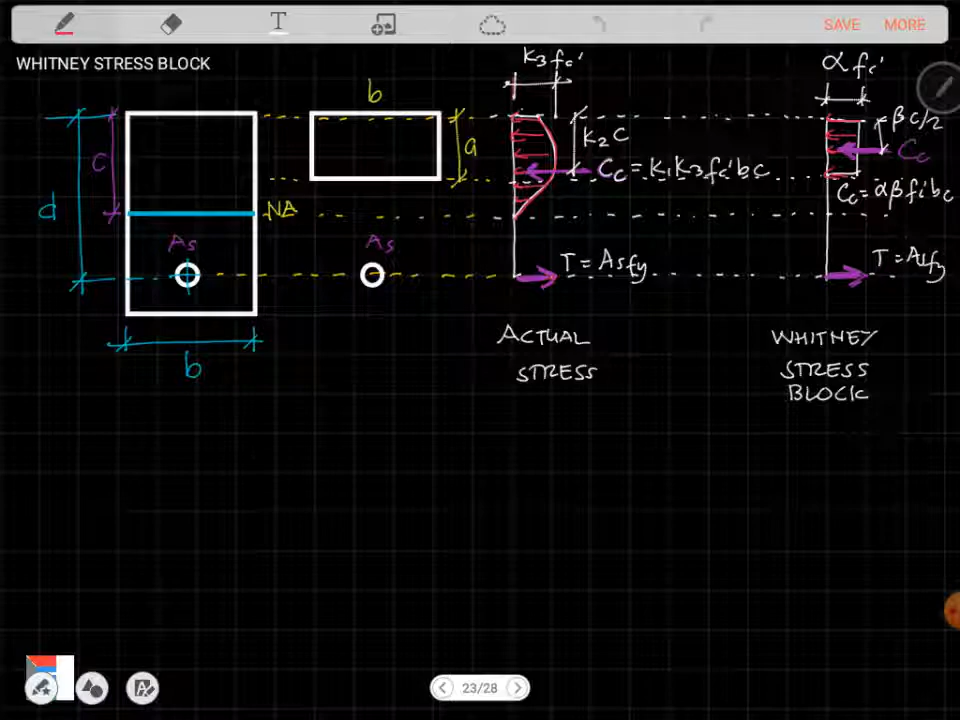 T
SAVE MORE
WHITNEY STRESS BLOCK
b
k3fc'
αfc'
c
d
a
k2c
βc/2
Cc = k1k3fc'bc
Cc
Cc = αβfc'bc
NA
As
As
T = Asfy
T = Asfy
ACTUAL
STRESS
WHITNEY
STRESS
BLOCK
b
23/28